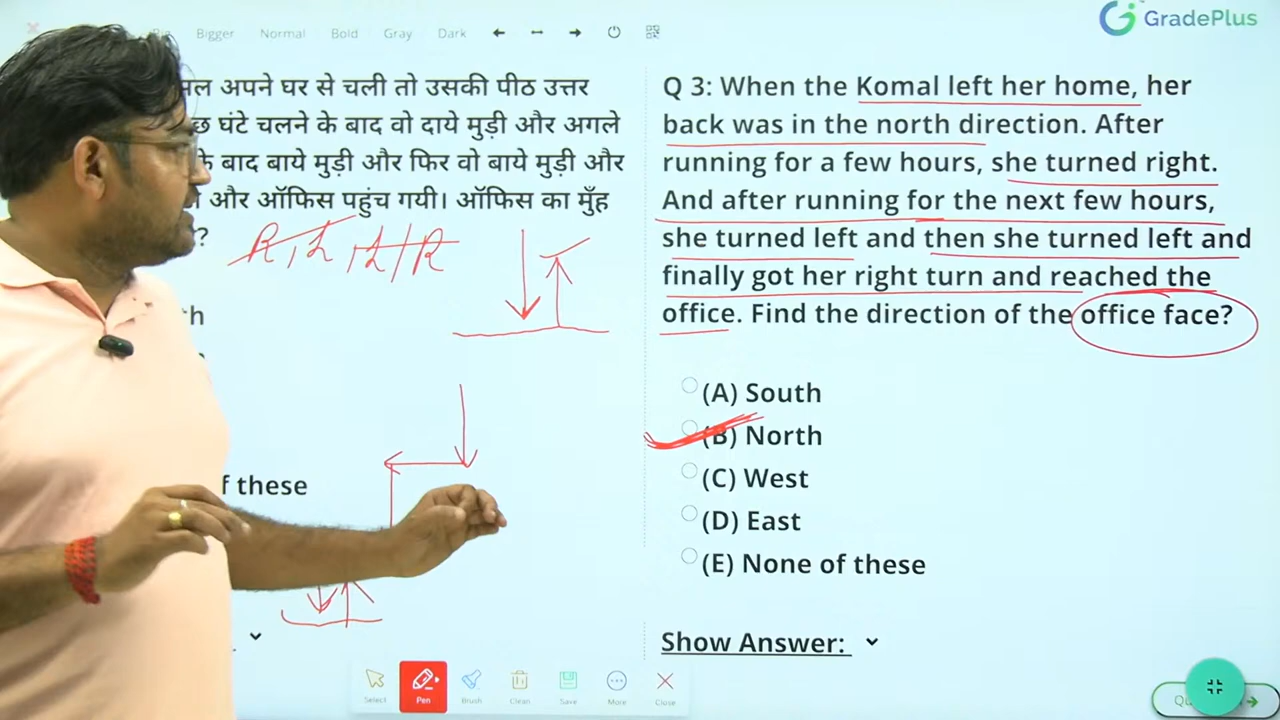 GradePlus
Bigger Normal Bold Gray Dark
अपने घर से चली तो उसकी पीठ उत्तर
घंटे चलने के बाद वो दाये मुड़ी और अगले
के बाद बाये मुड़ी और फिर वो बाये मुड़ी और
और ऑफिस पहुंच गयी। ऑफिस का मुँह
?
R, L, L, R
f these
Q 3: When the Komal left her home, her
back was in the north direction. After
running for a few hours, she turned right.
And after running for the next few hours,
she turned left and then she turned left and
finally got her right turn and reached the
office. Find the direction of the office face?
(A) South
(B) North
(C) West
(D) East
(E) None of these
Show Answer:
Select Pen Brush Clean Save More Close